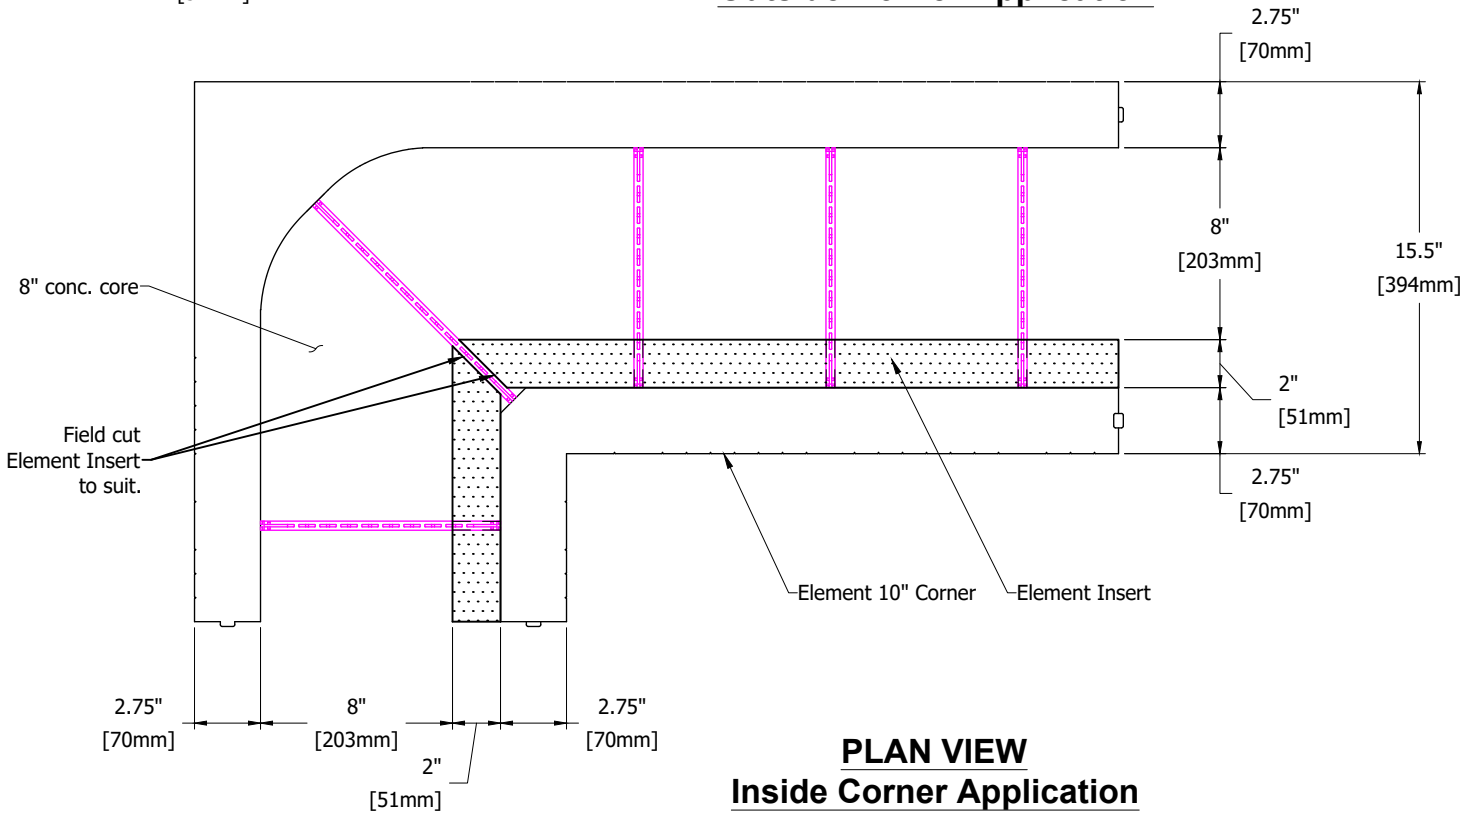 2.75"
[70mm]
8"
[203mm]
15.5"
[394mm]
8" conc. core
2"
[51mm]
Field cut
Element Insert
to suit.
2.75"
[70mm]
Element 10" Corner
Element Insert
2.75"
[70mm]
8"
[203mm]
2"
[51mm]
2.75"
[70mm]
PLAN VIEW
Inside Corner Application